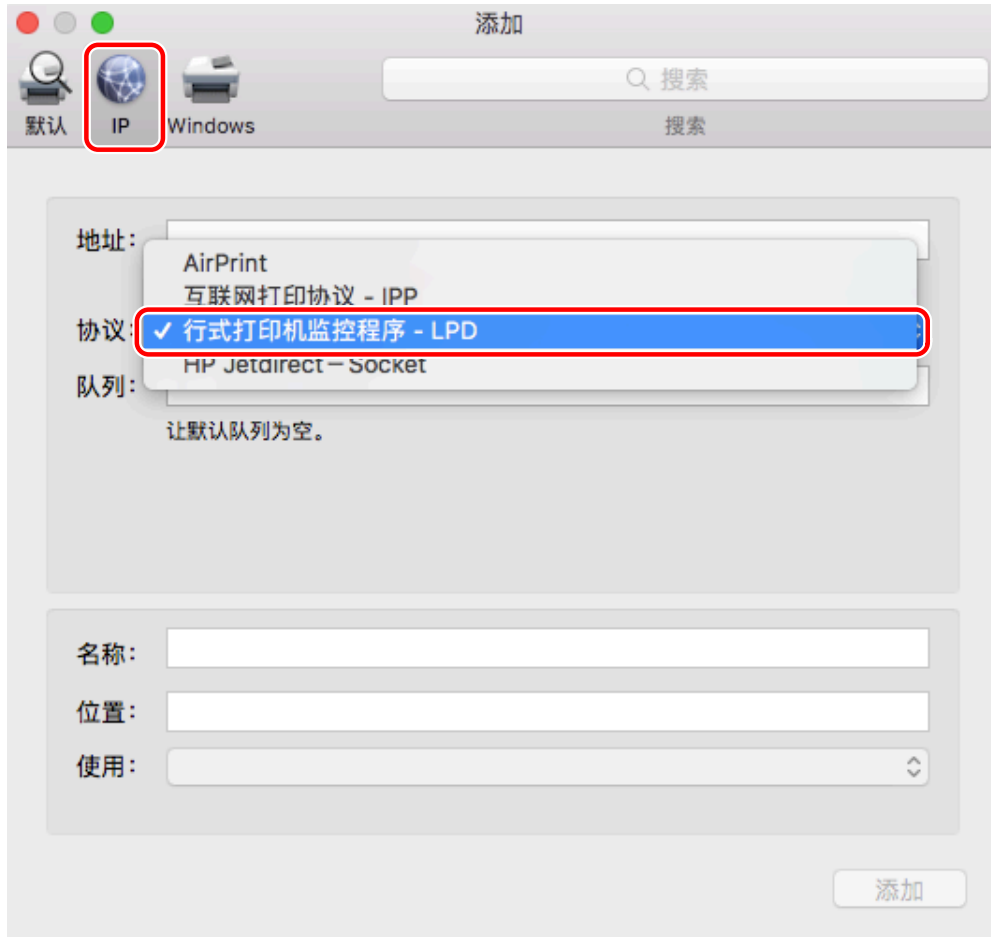 添加
搜索
默认 IP Windows 搜索
地址：
AirPrint
互联网打印协议 - IPP
协议： ✓ 行式打印机监控程序 - LPD
HP Jetdirect－Socket
队列：
让默认队列为空。
名称：
位置：
使用：
添加